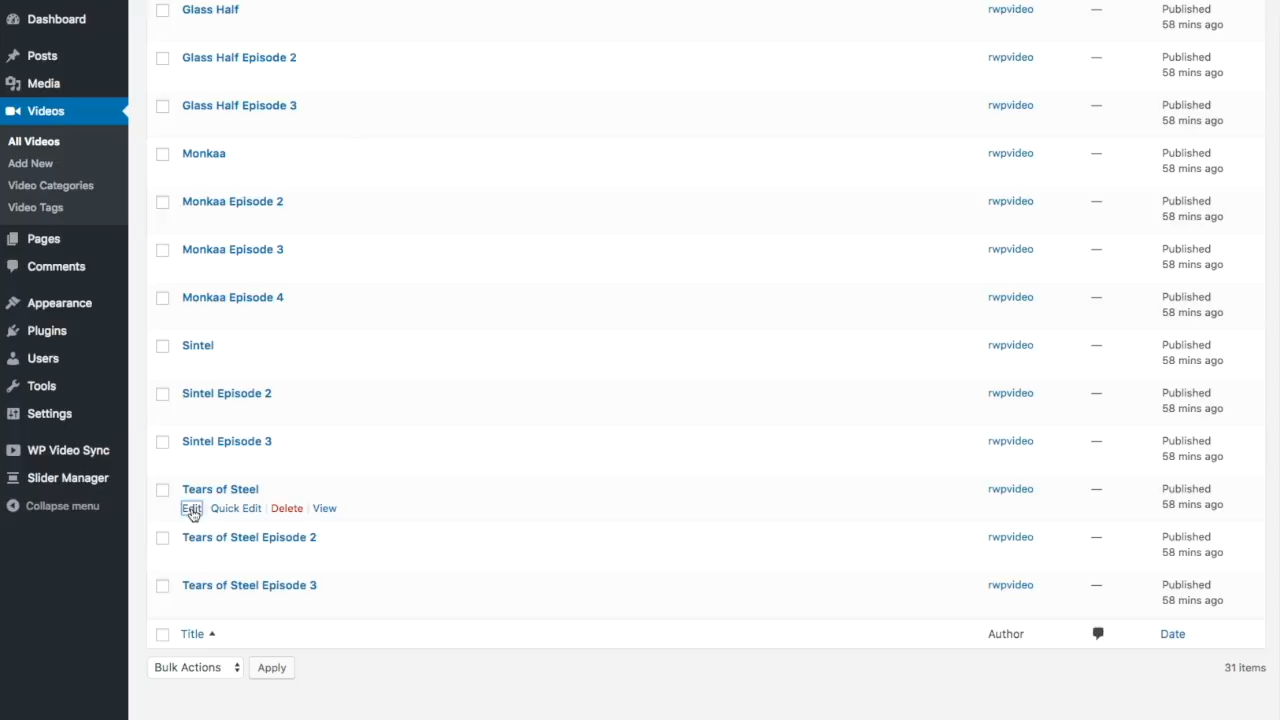 Dashboard
Posts
Media
Videos
All Videos
Add New
Video Categories
Video Tags
Pages
Comments
Appearance
Plugins
Users
Tools
Settings
WP Video Sync
Slider Manager
Collapse menu
Glass Half rwpvideo — Published
58 mins ago
Glass Half Episode 2 rwpvideo — Published
58 mins ago
Glass Half Episode 3 rwpvideo — Published
58 mins ago
Monkaa rwpvideo — Published
58 mins ago
Monkaa Episode 2 rwpvideo — Published
58 mins ago
Monkaa Episode 3 rwpvideo — Published
58 mins ago
Monkaa Episode 4 rwpvideo — Published
58 mins ago
Sintel rwpvideo — Published
58 mins ago
Sintel Episode 2 rwpvideo — Published
58 mins ago
Sintel Episode 3 rwpvideo — Published
58 mins ago
Tears of Steel rwpvideo — Published
58 mins ago
Edit | Quick Edit | Delete | View
Tears of Steel Episode 2 rwpvideo — Published
58 mins ago
Tears of Steel Episode 3 rwpvideo — Published
58 mins ago
Title Author Date
Bulk Actions Apply 31 items